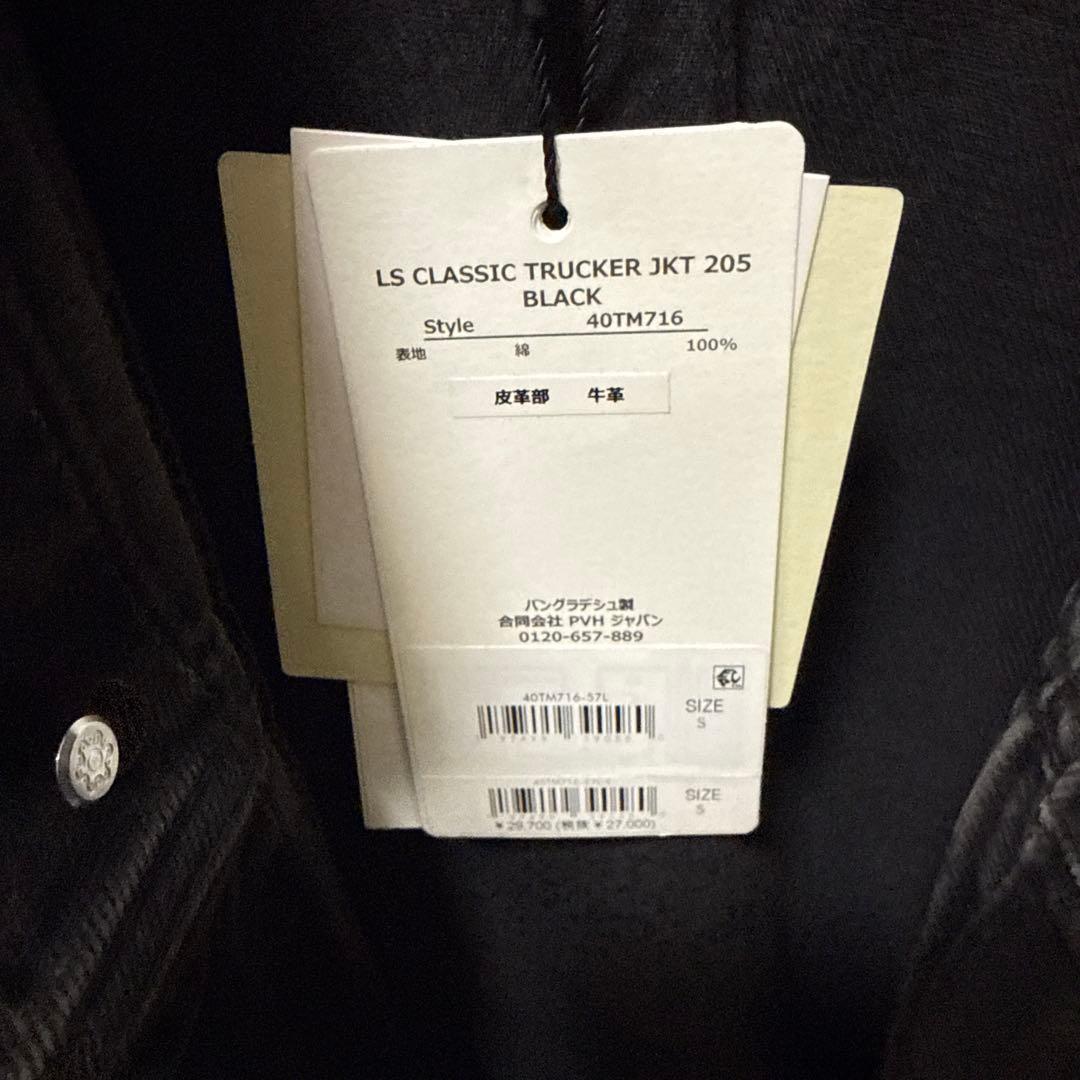 LS CLASSIC TRUCKER JKT 205
BLACK
Style 40TM716
表地 綿 100%
皮革部 牛革
バングラデシュ製
合同会社 PVH ジャパン
0120-657-889
40TM716-57L
SIZE
S
SIZE
S
¥29,700 (税抜 ¥27,000)